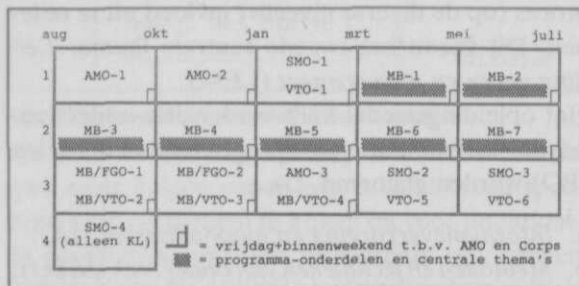 aug okt jan mrt mei juli
1 AMO-1 AMO-2 SMO-1 MB-1 MB-2
VTO-1
2 MB-3 MB-4 MB-5 MB-6 MB-7
3 MB/FGO-1 MB/FGO-2 AMO-3 SMO-2 SMO-3
MB/VTO-2 MB/VTO-3 MB/VTO-4 VTO-5 VTO-6
4 SMO-4
(alleen KL)
= vrijdag+binnenweekend t.b.v. AMO en Corps
= programma-onderdelen en centrale thema's